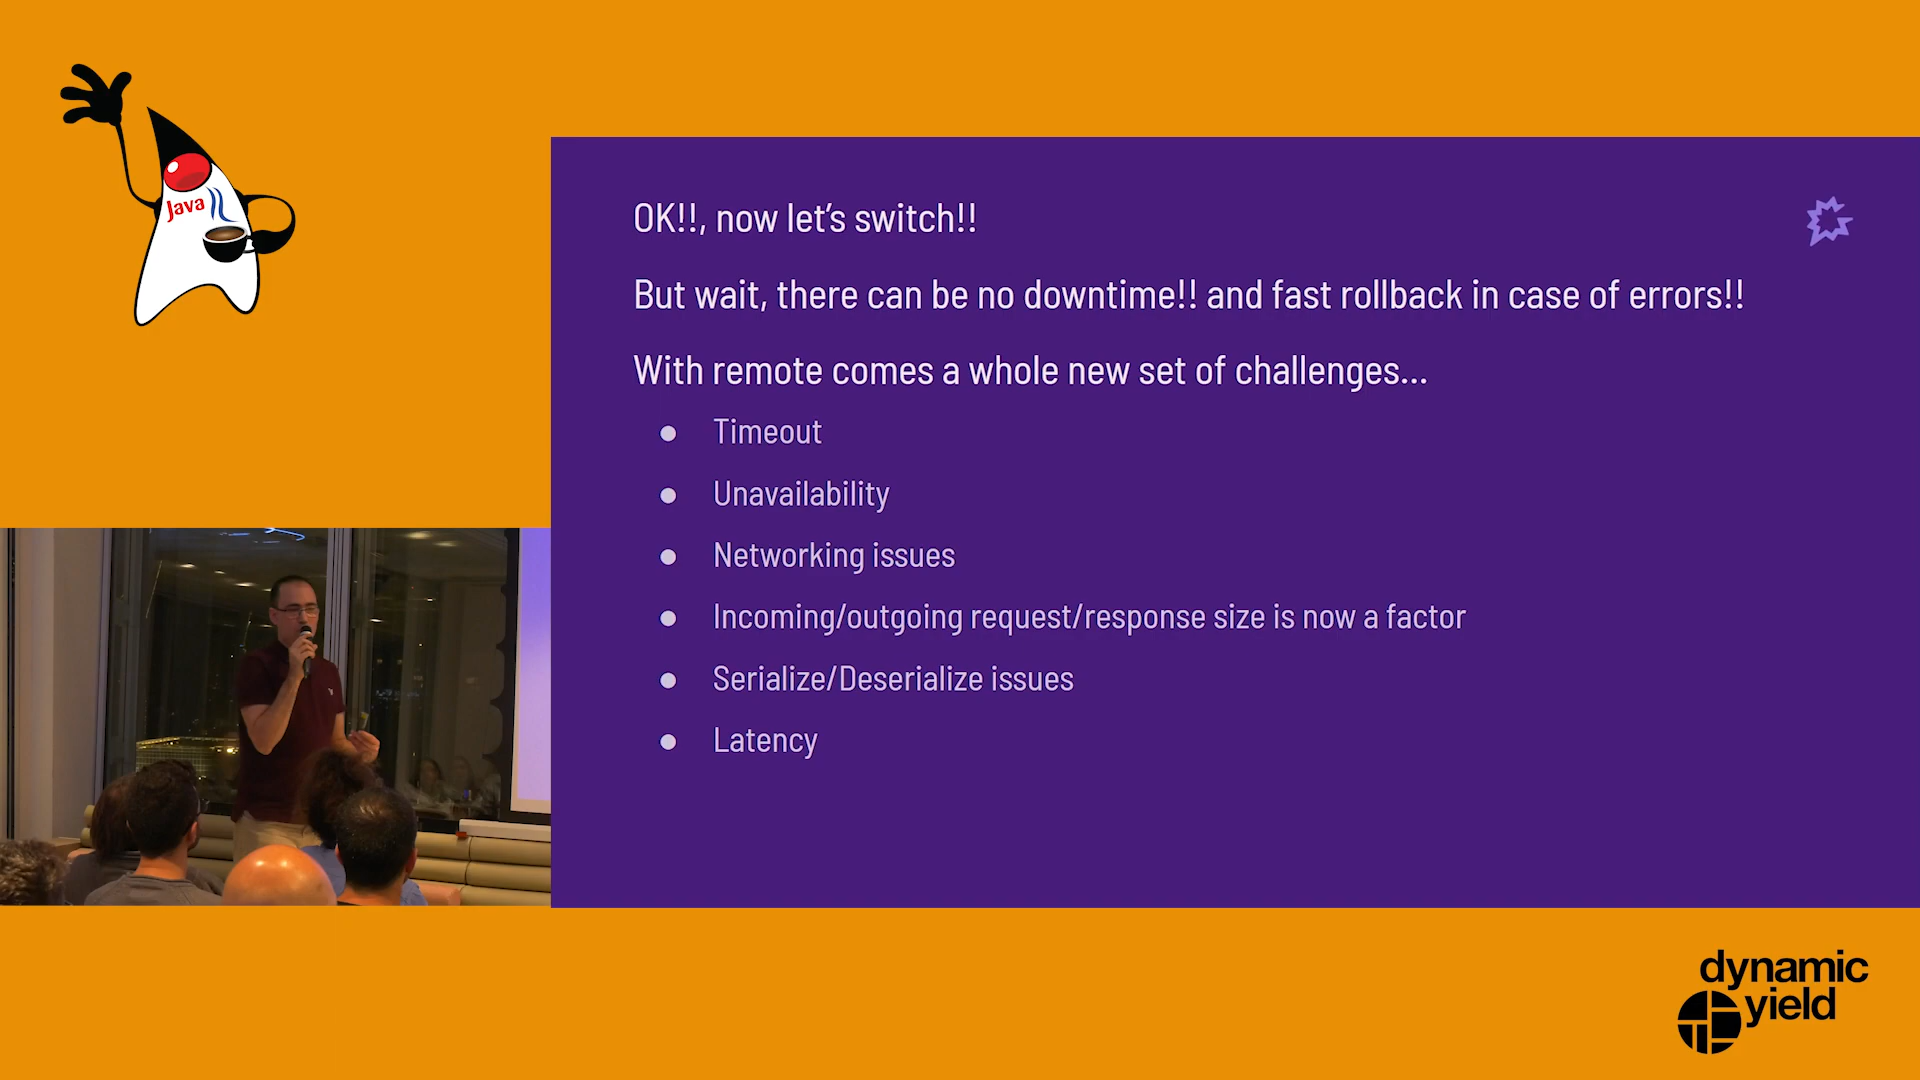 Java
OK!!, now let's switch!!
But wait, there can be no downtime!! and fast rollback in case of errors!!
With remote comes a whole new set of challenges...
● Timeout
● Unavailability
● Networking issues
● Incoming/outgoing request/response size is now a factor
● Serialize/Deserialize issues
● Latency
dynamic
yield